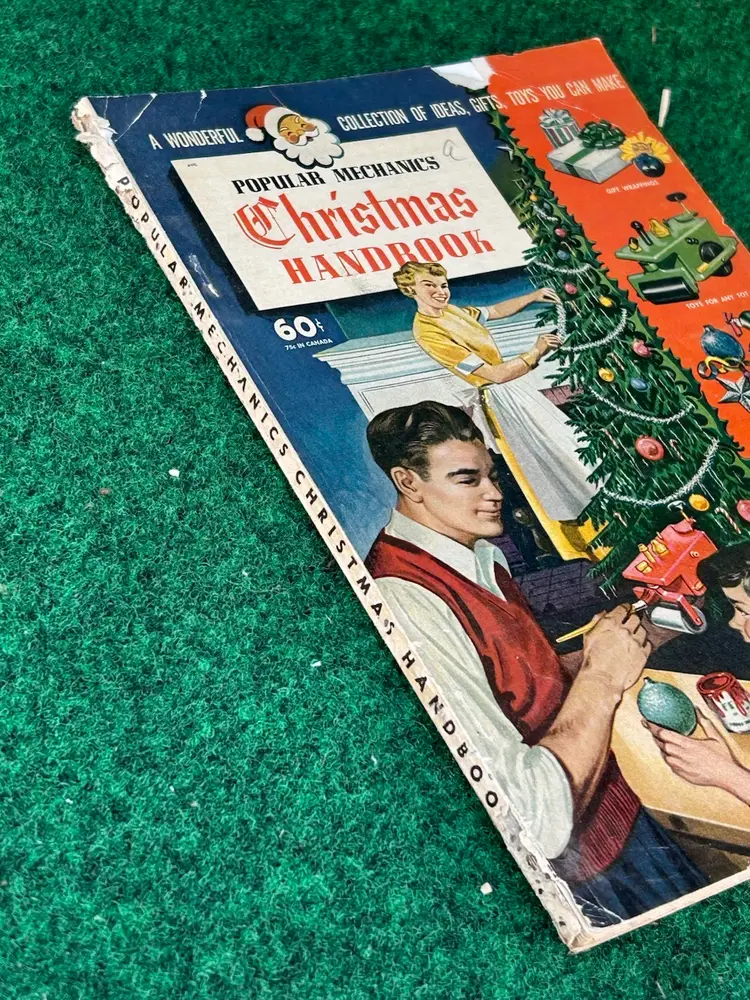 A WONDERFUL COLLECTION OF IDEAS, GIFTS, TOYS YOU CAN MAKE
a
POPULAR MECHANICS
Christmas
HANDBOOK
60¢
75¢ IN CANADA
GIFT WRAPPINGS
TOYS FOR ANY TOT
POPULAR MECHANICS CHRISTMAS HANDBOO